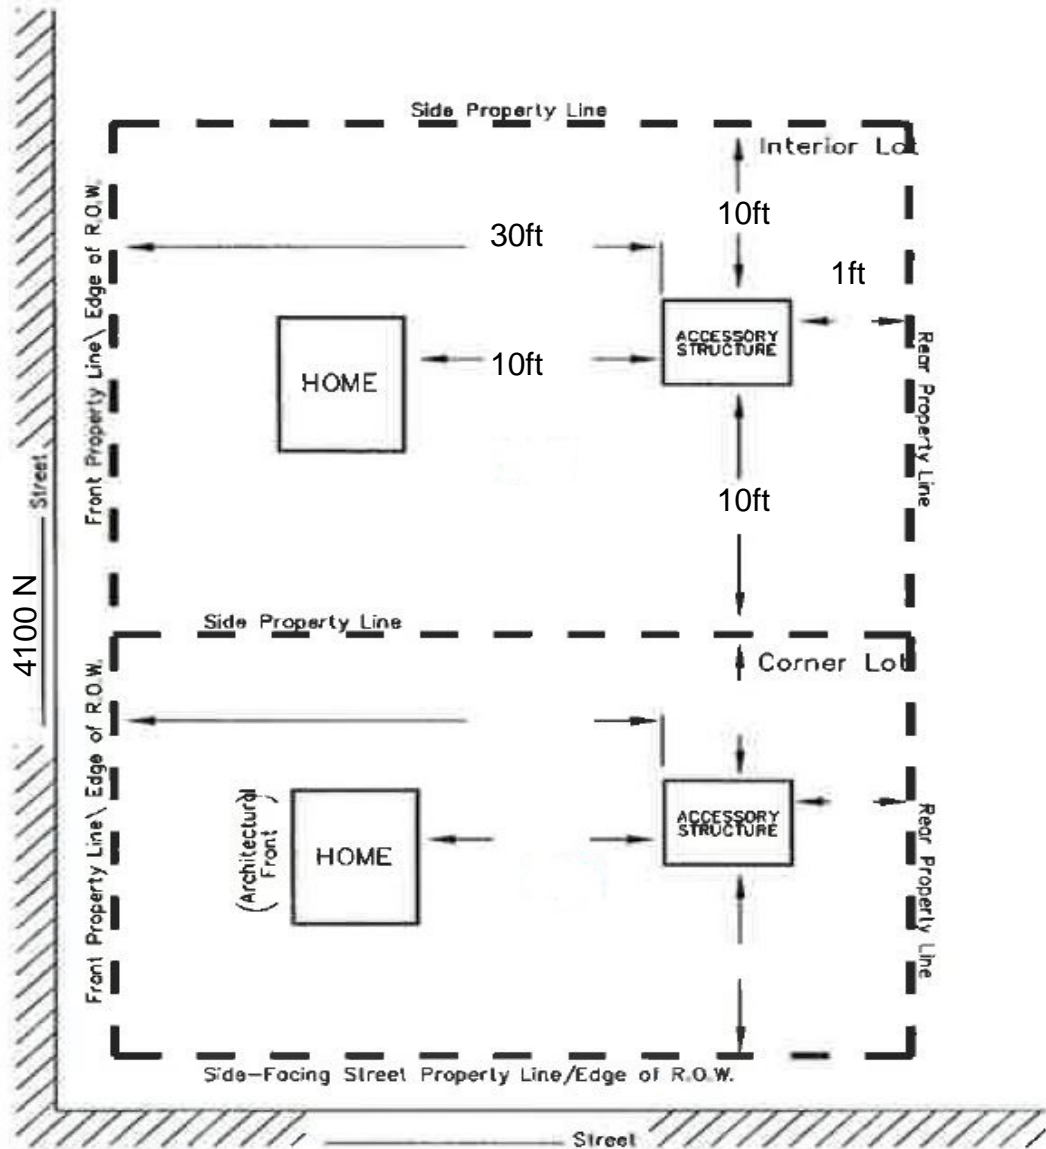 Side Property Line
Interior Lot
10ft
30ft
1ft
Front Property Line\ Edge of R.O.W.
HOME
10ft
ACCESSORY
STRUCTURE
Rear Property Line
10ft
4100 N
Street
Side Property Line
Corner Lot
Front Property Line\ Edge of R.O.W.
(Architectural
Front)
HOME
ACCESSORY
STRUCTURE
Rear Property Line
Side-Facing Street Property Line/Edge of R.O.W.
Street